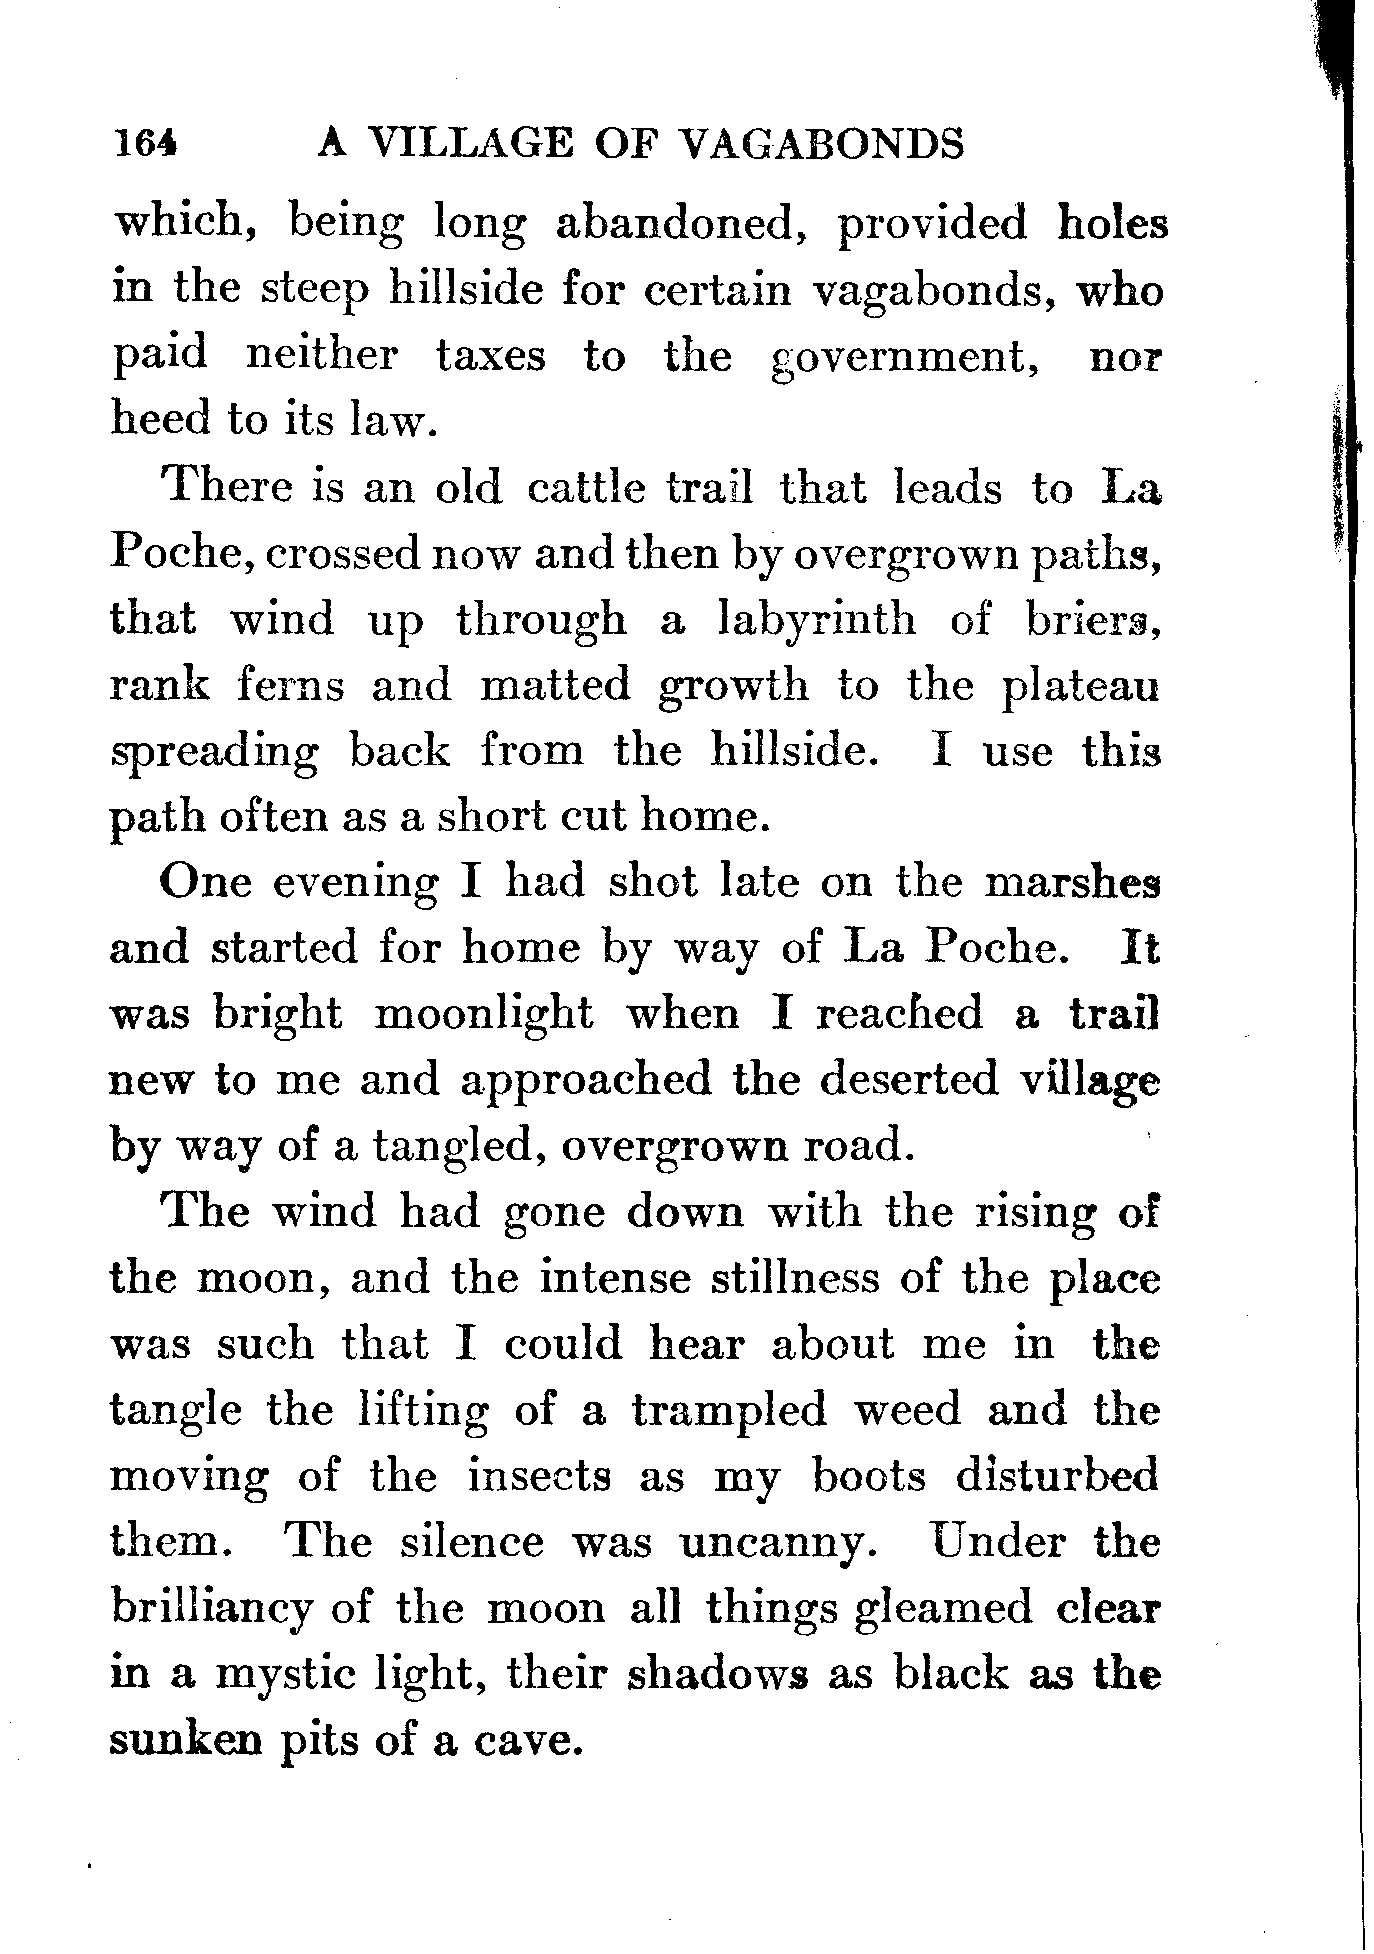 164 A VILLAGE OF VAGABONDS
which, being long abandoned, provided holes
in the steep hillside for certain vagabonds, who
paid neither taxes to the government, nor
heed to its law.
There is an old cattle trail that leads to La
Poche, crossed now and then by overgrown paths,
that wind up through a labyrinth of briers,
rank ferns and matted growth to the plateau
spreading back from the hillside. I use this
path often as a short cut home.
One evening I had shot late on the marshes
and started for home by way of La Poche. It
was bright moonlight when I reached a trail
new to me and approached the deserted village
by way of a tangled, overgrown road.
The wind had gone down with the rising of
the moon, and the intense stillness of the place
was such that I could hear about me in the
tangle the lifting of a trampled weed and the
moving of the insects as my boots disturbed
them. The silence was uncanny. Under the
brilliancy of the moon all things gleamed clear
in a mystic light, their shadows as black as the
sunken pits of a cave.